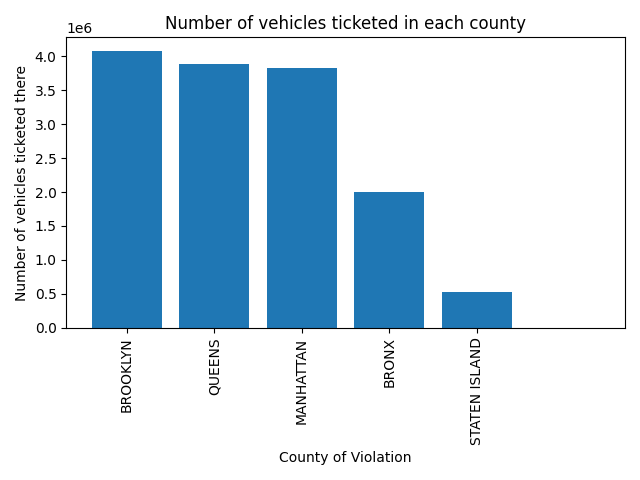 Number of vehicles ticketed in each county
1e6
4.0
3.5
3.0
2.5
2.0
1.5
1.0
0.5
0.0
Number of vehicles ticketed there
BROOKLYN
QUEENS
MANHATTAN
BRONX
STATEN ISLAND
County of Violation